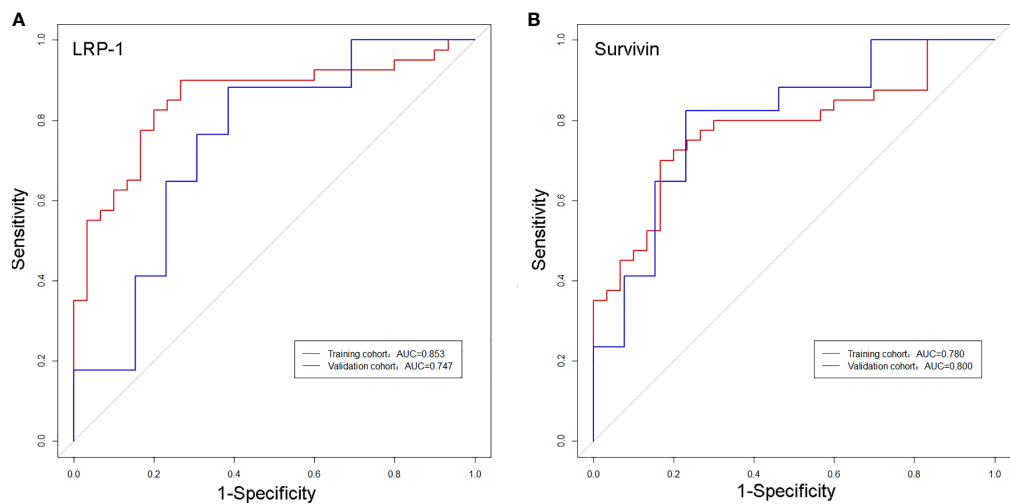 A
LRP-1
1.0
0.8
0.6
0.4
0.2
0.0
Sensitivity
Training cohort：AUC=0.853
Validation cohort：AUC=0.747
0.0 0.2 0.4 0.6 0.8 1.0
1-Specificity
B
Survivin
1.0
0.8
0.6
0.4
0.2
0.0
Sensitivity
Training cohort：AUC=0.780
Validation cohort：AUC=0.800
0.0 0.2 0.4 0.6 0.8 1.0
1-Specificity